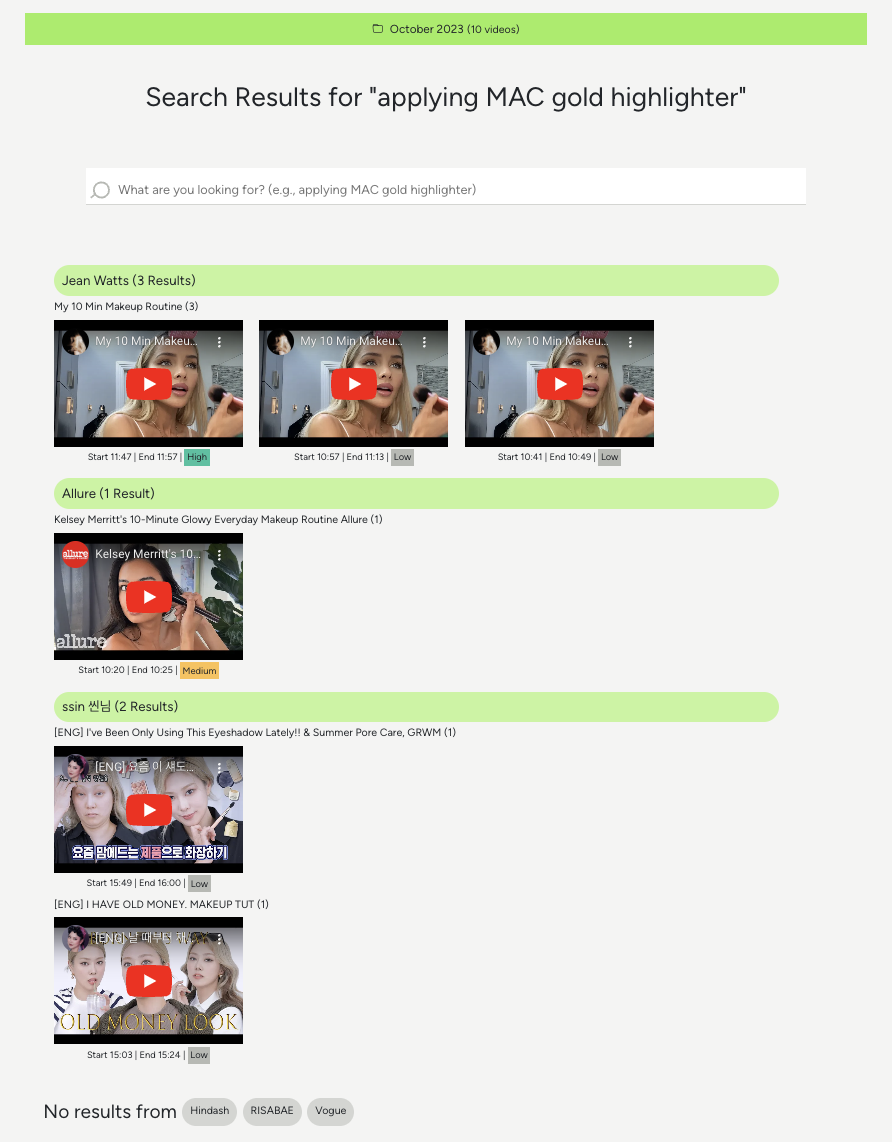 October 2023 (10 videos)
Search Results for "applying MAC gold highlighter"
What are you looking for? (e.g., applying MAC gold highlighter)
Jean Watts (3 Results)
My 10 Min Makeup Routine (3)
My 10 Min Makeu...
My 10 Min Makeu...
My 10 Min Makeu...
Start 11:47 | End 11:57 | High
Start 10:57 | End 11:13 | Low
Start 10:41 | End 10:49 | Low
Allure (1 Result)
Kelsey Merritt's 10-Minute Glowy Everyday Makeup Routine Allure (1)
allure Kelsey Merritt's 10...
allure
Start 10:20 | End 10:25 | Medium
ssin 씬님 (2 Results)
[ENG] I've Been Only Using This Eyeshadow Lately!! & Summer Pore Care, GRWM (1)
[ENG] 요즘 이 섀도...
요즘 맘에드는 제품으로 화장하기
Start 15:49 | End 16:00 | Low
[ENG] I HAVE OLD MONEY. MAKEUP TUT (1)
[ENG] 날 때부터 재...
OLD MONEY LOOK
Start 15:03 | End 15:24 | Low
No results from Hindash RISABAE Vogue